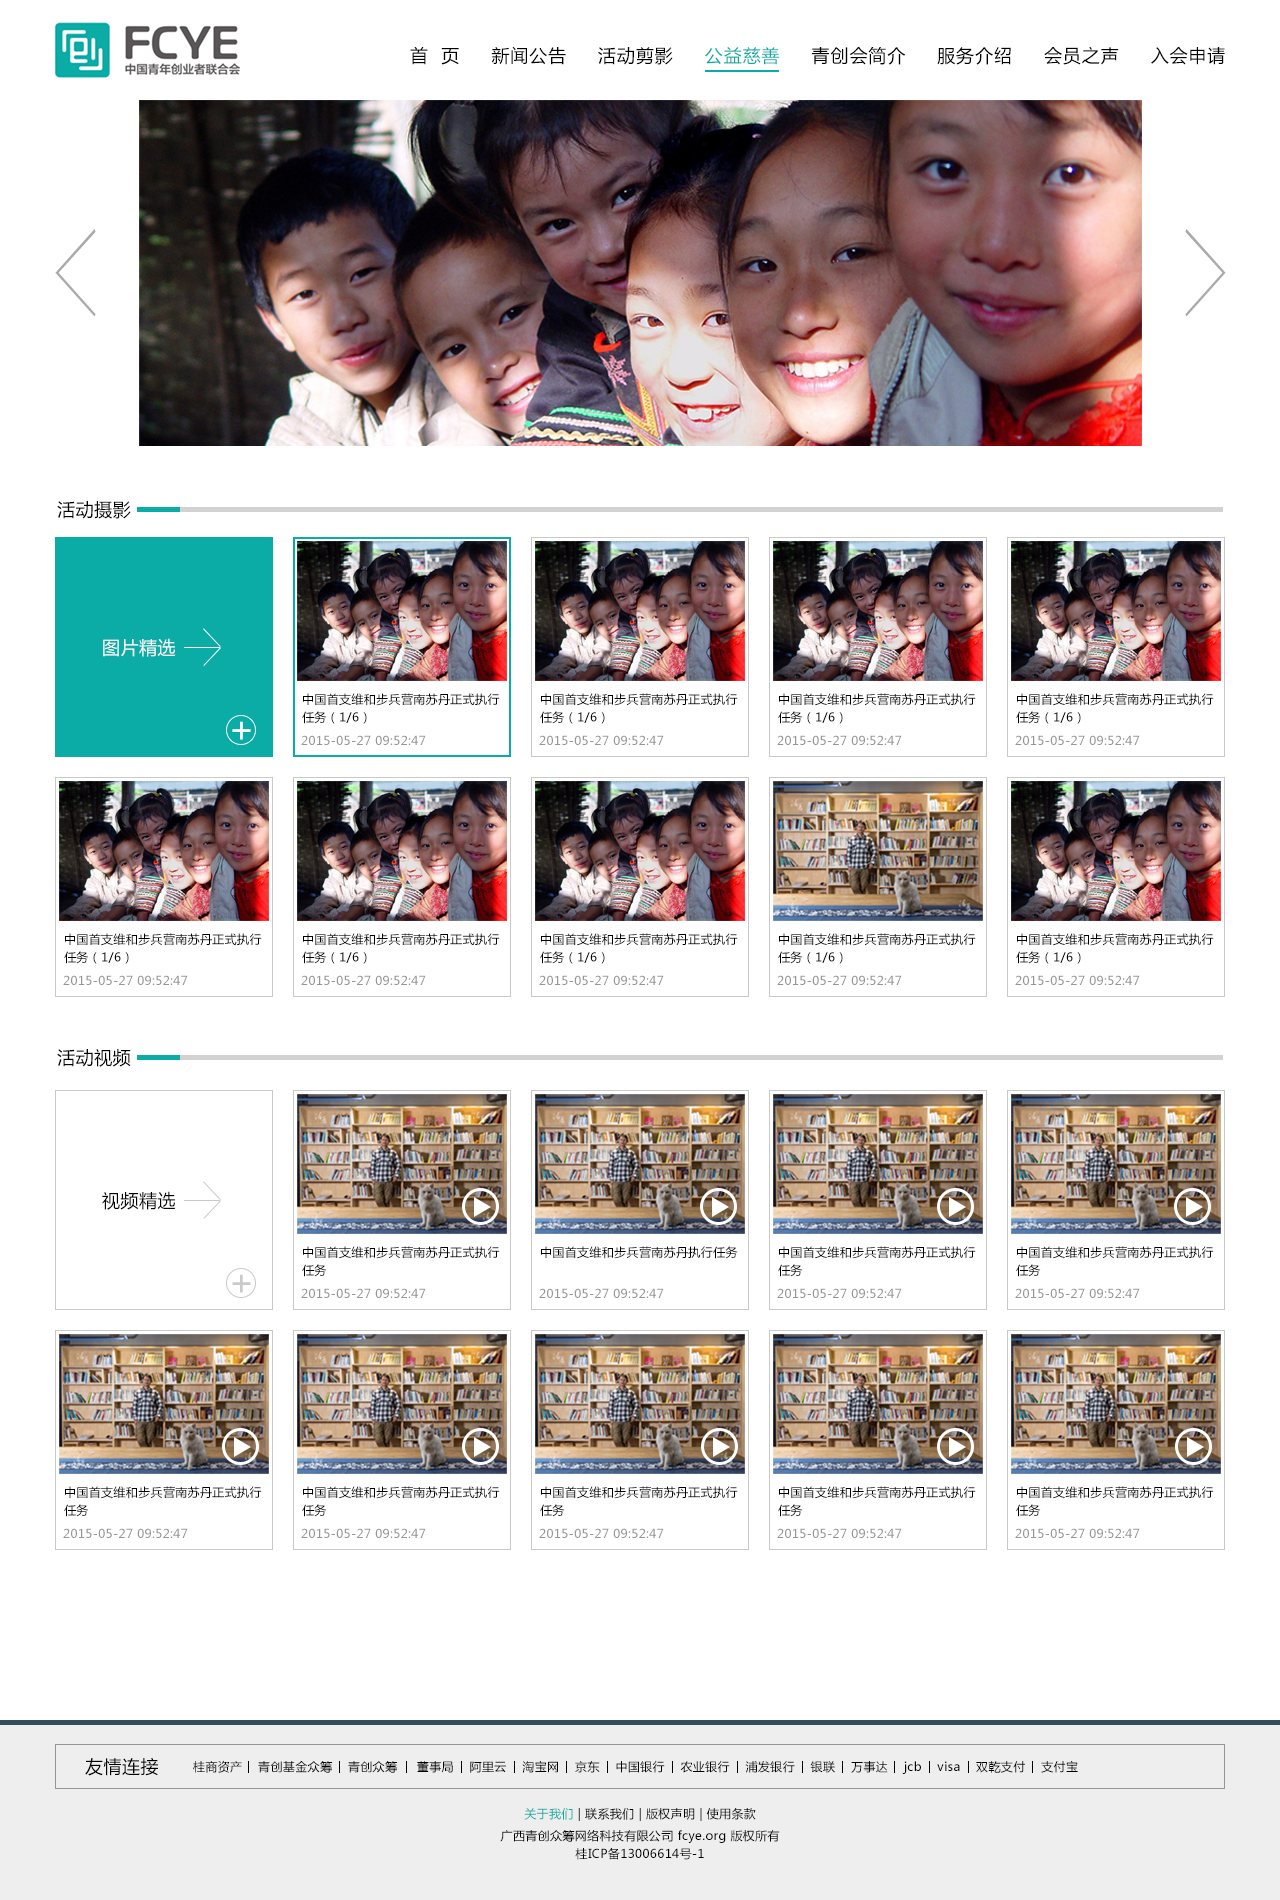 FCYE
中国青年创业者联合会
首 页 新闻公告 活动剪影 公益慈善 青创会简介 服务介绍 会员之声 入会申请
活动摄影
图片精选
中国首支维和步兵营南苏丹正式执行
任务（1/6）
2015-05-27 09:52:47
中国首支维和步兵营南苏丹正式执行
任务（1/6）
2015-05-27 09:52:47
中国首支维和步兵营南苏丹正式执行
任务（1/6）
2015-05-27 09:52:47
中国首支维和步兵营南苏丹正式执行
任务（1/6）
2015-05-27 09:52:47
中国首支维和步兵营南苏丹正式执行
任务（1/6）
2015-05-27 09:52:47
中国首支维和步兵营南苏丹正式执行
任务（1/6）
2015-05-27 09:52:47
中国首支维和步兵营南苏丹正式执行
任务（1/6）
2015-05-27 09:52:47
中国首支维和步兵营南苏丹正式执行
任务（1/6）
2015-05-27 09:52:47
中国首支维和步兵营南苏丹正式执行
任务（1/6）
2015-05-27 09:52:47
活动视频
视频精选
中国首支维和步兵营南苏丹正式执行
任务
2015-05-27 09:52:47
中国首支维和步兵营南苏丹执行任务
2015-05-27 09:52:47
中国首支维和步兵营南苏丹正式执行
任务
2015-05-27 09:52:47
中国首支维和步兵营南苏丹正式执行
任务
2015-05-27 09:52:47
中国首支维和步兵营南苏丹正式执行
任务
2015-05-27 09:52:47
中国首支维和步兵营南苏丹正式执行
任务
2015-05-27 09:52:47
中国首支维和步兵营南苏丹正式执行
任务
2015-05-27 09:52:47
中国首支维和步兵营南苏丹正式执行
任务
2015-05-27 09:52:47
中国首支维和步兵营南苏丹正式执行
任务
2015-05-27 09:52:47
友情连接 桂商资产 | 青创基金众筹 | 青创众筹 | 董事局 | 阿里云 | 淘宝网 | 京东 | 中国银行 | 农业银行 | 浦发银行 | 银联 | 万事达 | jcb | visa | 双乾支付 | 支付宝
关于我们 | 联系我们 | 版权声明 | 使用条款
广西青创众筹网络科技有限公司 fcye.org 版权所有
桂ICP备13006614号-1